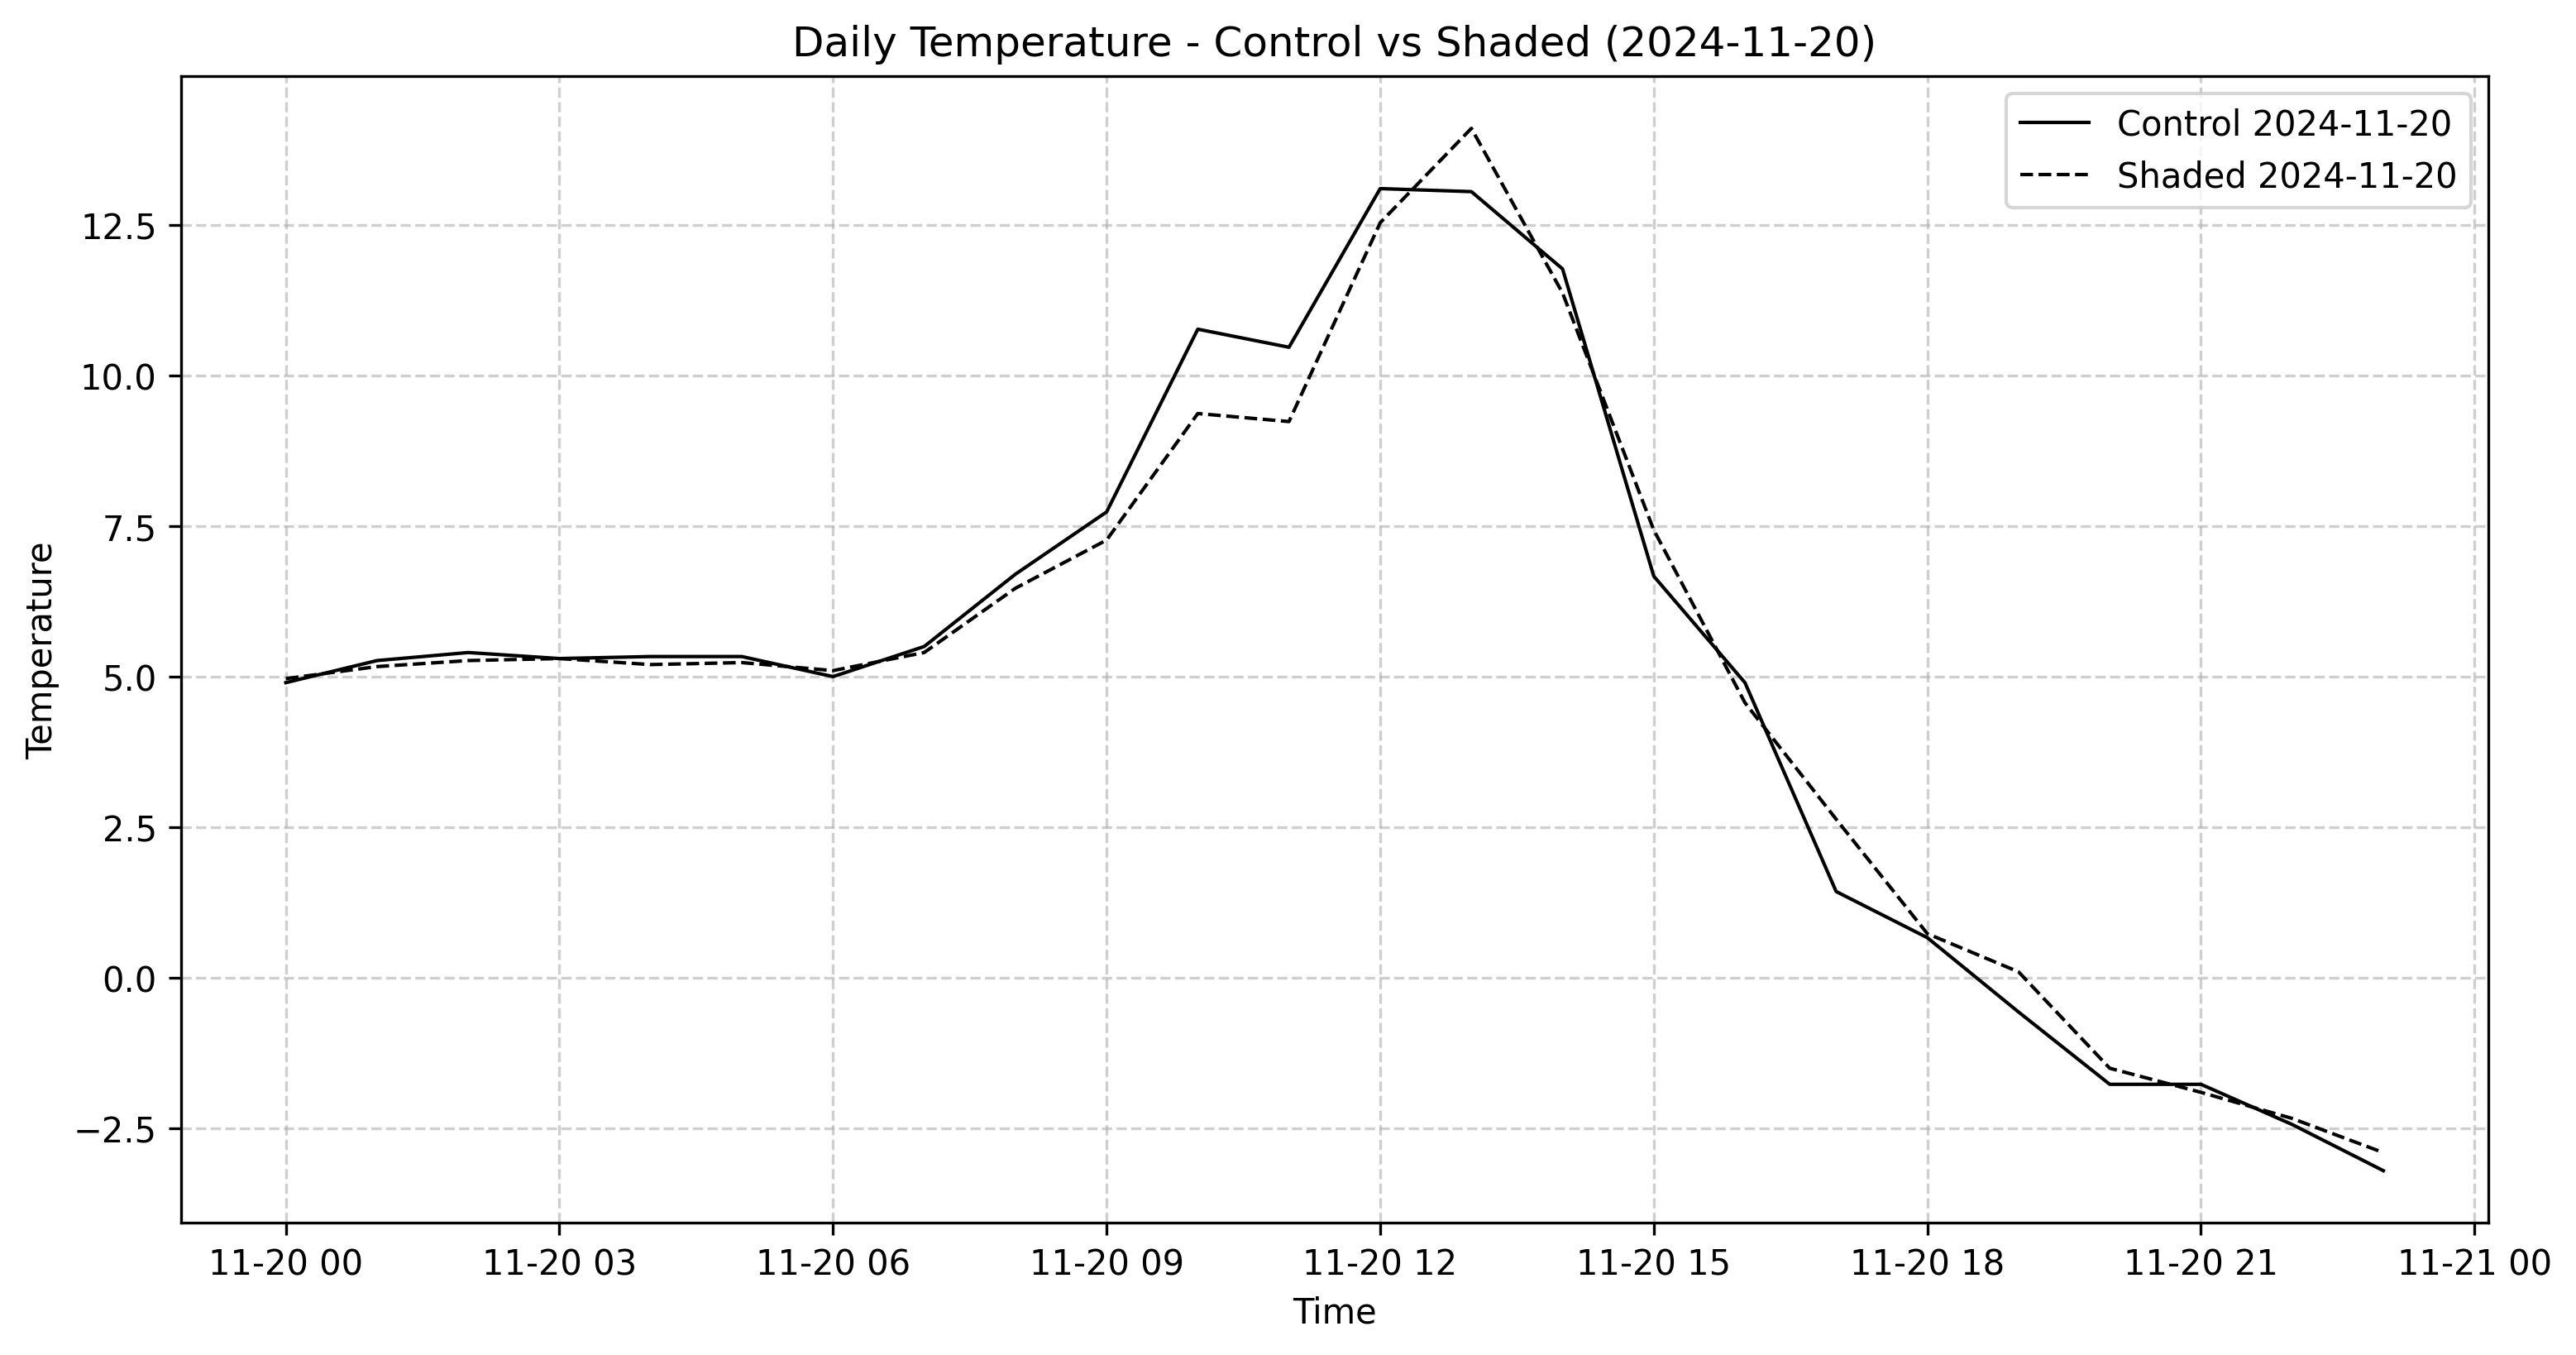 Daily Temperature - Control vs Shaded (2024-11-20)
Control 2024-11-20
Shaded 2024-11-20
12.5
10.0
7.5
5.0
2.5
0.0
−2.5
Temperature
11-20 00 11-20 03 11-20 06 11-20 09 11-20 12 11-20 15 11-20 18 11-20 21 11-21 00
Time